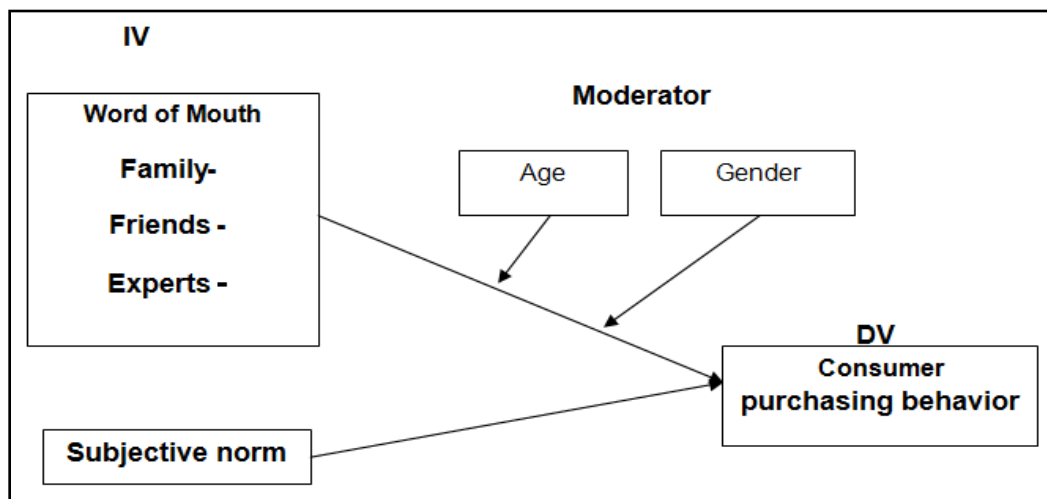 IV
Word of Mouth
Family-
Friends -
Experts -
Moderator
Age
Gender
DV
Consumer
purchasing behavior
Subjective norm